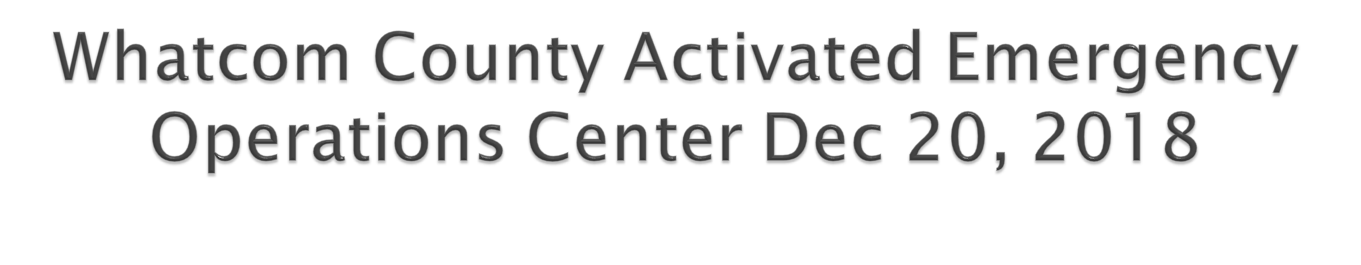 Whatcom County Activated Emergency
Operations Center Dec 20, 2018